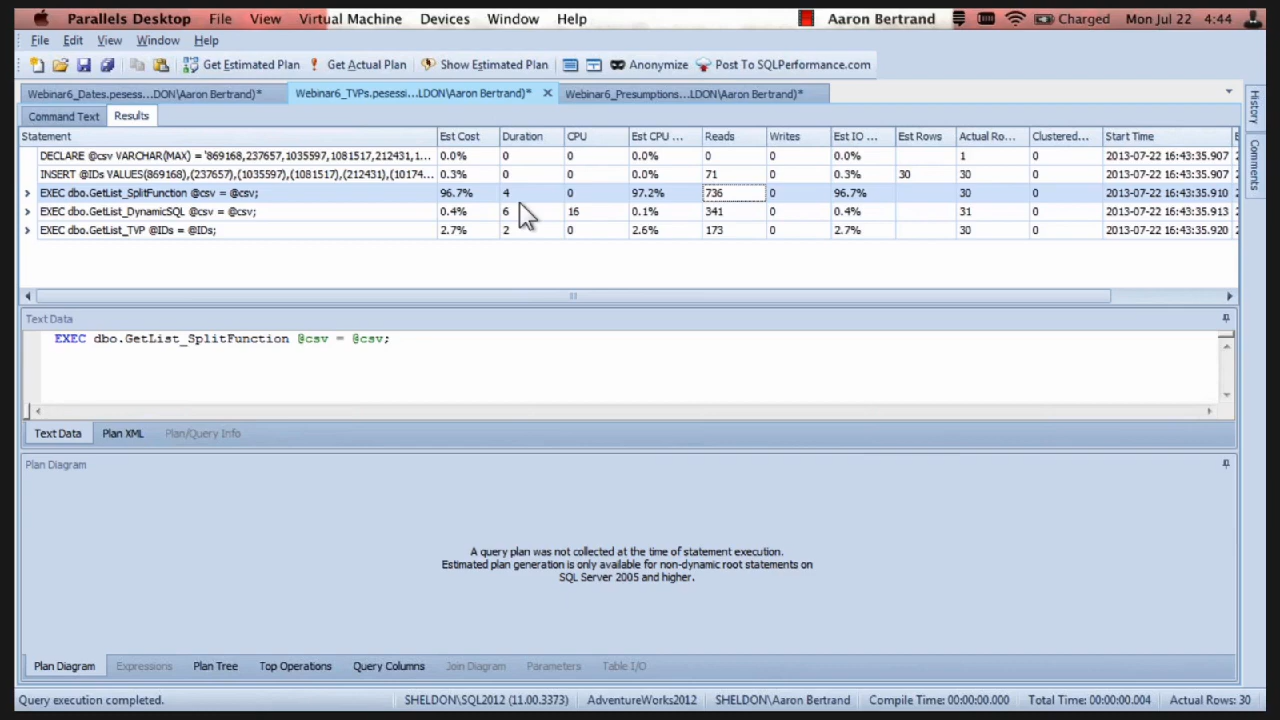 Parallels Desktop File View Virtual Machine Devices Window Help Aaron Bertrand Charged Mon Jul 22 4:44
File Edit View Window Help
Get Estimated Plan Get Actual Plan Show Estimated Plan Anonymize Post To SQLPerformance.com
Webinar6_Dates.pesess...DON\Aaron Bertrand)* Webinar6_TVPs.pesessi...LDON\Aaron Bertrand)* Webinar6_Presumptions...LDON\Aaron Bertrand)*
Command Text Results
Statement Est Cost Duration CPU Est CPU ... Reads Writes Est IO ... Est Rows Actual Ro... Clustered... Start Time E
DECLARE @csv VARCHAR(MAX) = '869168,237657,1035597,1081517,212431,1... 0.0% 0 0 0.0% 0 0 0.0% 1 0 2013-07-22 16:43:35.907 2
INSERT @IDs VALUES(869168),(237657),(1035597),(1081517),(212431),(10174... 0.3% 0 0 0.0% 71 0 0.3% 30 30 0 2013-07-22 16:43:35.907 2
EXEC dbo.GetList_SplitFunction @csv = @csv; 96.7% 4 0 97.2% 736 0 96.7% 30 0 2013-07-22 16:43:35.910 2
EXEC dbo.GetList_DynamicSQL @csv = @csv; 0.4% 6 16 0.1% 341 0 0.4% 31 0 2013-07-22 16:43:35.913 2
EXEC dbo.GetList_TVP @IDs = @IDs; 2.7% 2 0 2.6% 173 0 2.7% 30 0 2013-07-22 16:43:35.920 2
History
Comments
Text Data
EXEC dbo.GetList_SplitFunction @csv = @csv;
Text Data Plan XML Plan/Query Info
Plan Diagram
A query plan was not collected at the time of statement execution.
Estimated plan generation is only available for non-dynamic root statements on
SQL Server 2005 and higher.
Plan Diagram Expressions Plan Tree Top Operations Query Columns Join Diagram Parameters Table I/O
Query execution completed. SHELDON\SQL2012 (11.00.3373) AdventureWorks2012 SHELDON\Aaron Bertrand Compile Time: 00:00:00.000 Total Time: 00:00:00.004 Actual Rows: 30